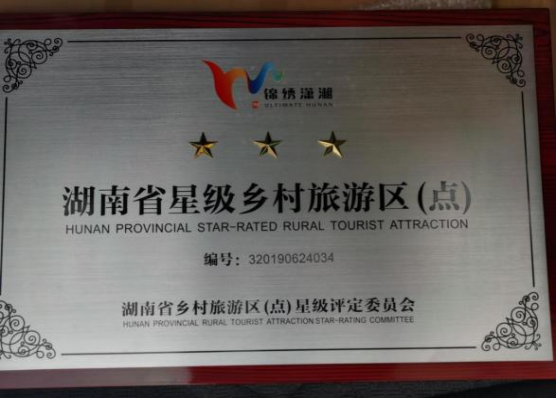 锦绣潇湘
ULTIMATE HUNAN
湖南省星级乡村旅游区(点)
HUNAN PROVINCIAL STAR-RATED RURAL TOURIST ATTRACTION
编号：320190624034
湖南省乡村旅游区(点)星级评定委员会
HUNAN PROVINCIAL RURAL TOURIST ATTRACTION STAR-RATING COMMITTEE